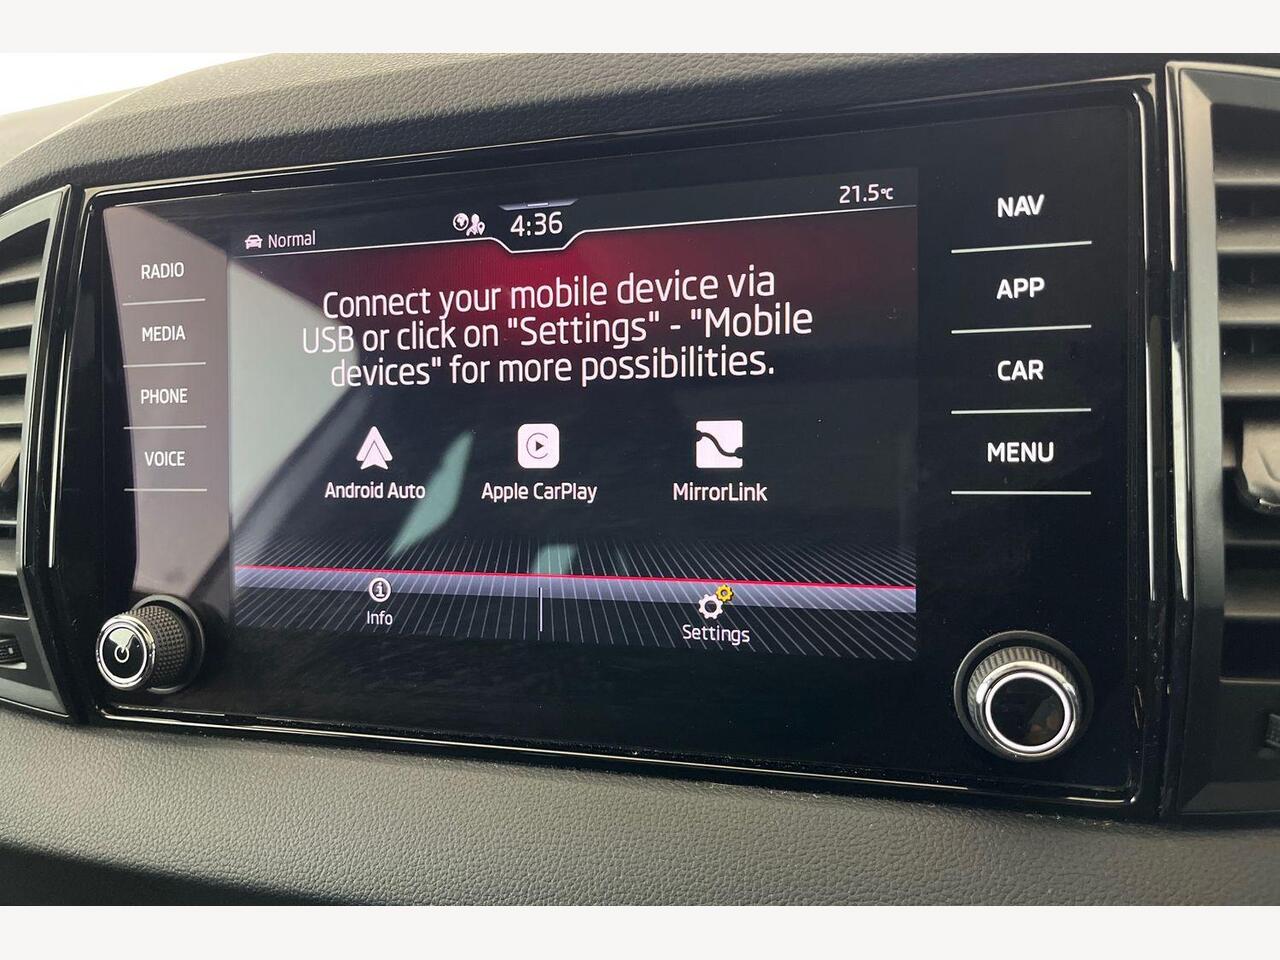 Normal
4:36
21.5°C
RADIO
MEDIA
PHONE
VOICE
Connect your mobile device via
USB or click on "Settings" - "Mobile
devices" for more possibilities.
Android Auto
Apple CarPlay
MirrorLink
Info
Settings
NAV
APP
CAR
MENU